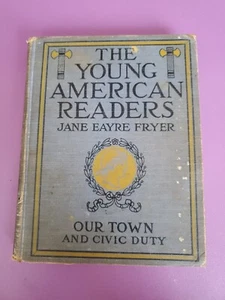 THE
YOUNG
AMERICAN
READERS
JANE EAYRE FRYER
OUR TOWN
AND CIVIC DUTY